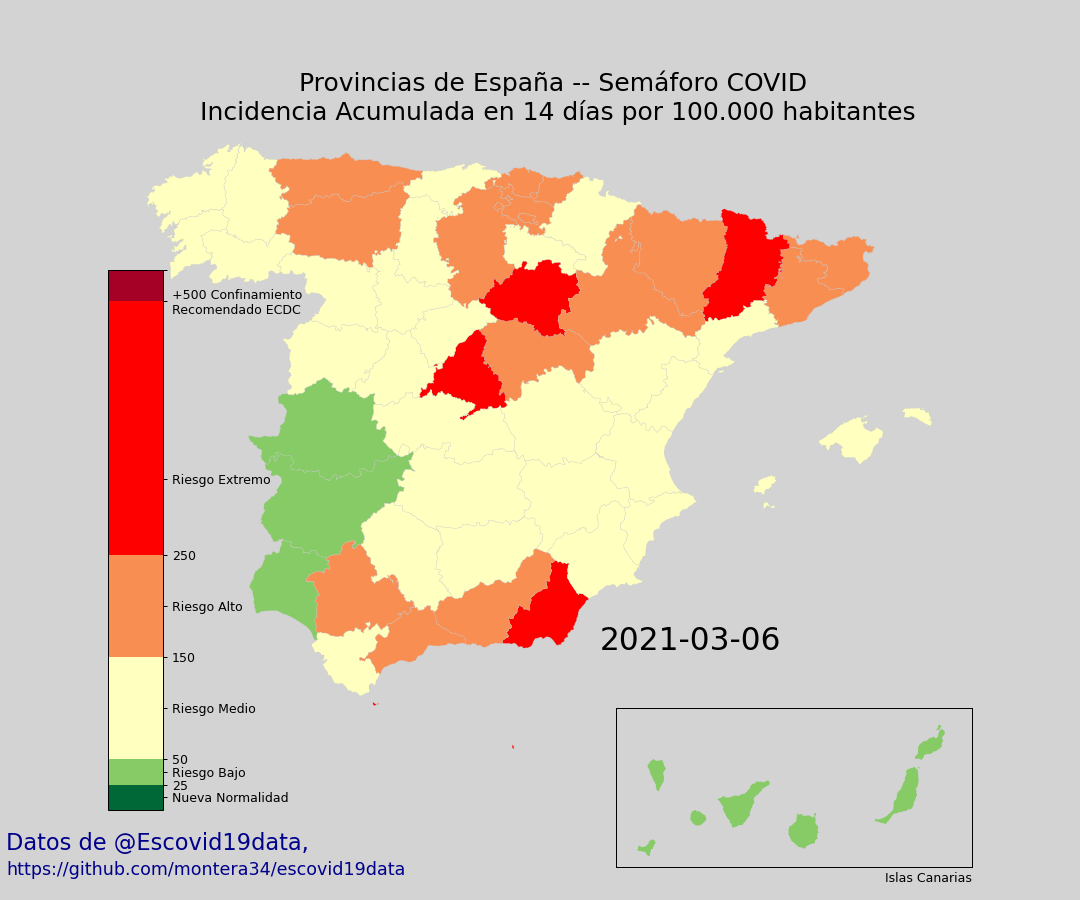 Provincias de España -- Semáforo COVID
Incidencia Acumulada en 14 días por 100.000 habitantes
+500 Confinamiento
Recomendado ECDC
Riesgo Extremo
250
Riesgo Alto
150
Riesgo Medio
50
Riesgo Bajo
25
Nueva Normalidad
2021-03-06
Islas Canarias
Datos de @Escovid19data,
https://github.com/montera34/escovid19data